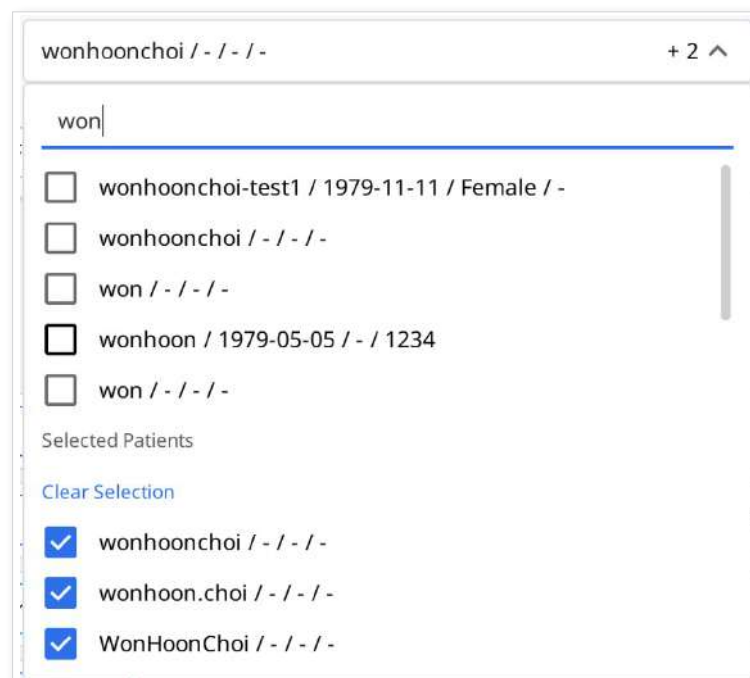 wonhoonchoi / - / - / - + 2
won
wonhoonchoi-test1 / 1979-11-11 / Female / -
wonhoonchoi / - / - / -
won / - / - / -
wonhoon / 1979-05-05 / - / 1234
won / - / - / -
Selected Patients
Clear Selection
wonhoonchoi / - / - / -
wonhoon.choi / - / - / -
WonHoonChoi / - / - / -